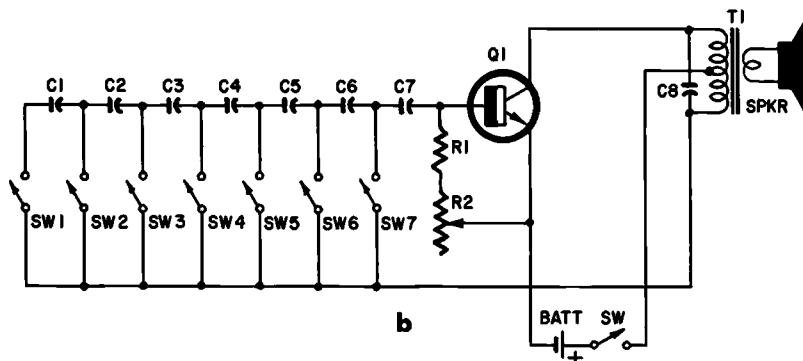 T1
Q1
C1 C2 C3 C4 C5 C6 C7
C8
SPKR
R1
R2
SW1 SW2 SW3 SW4 SW5 SW6 SW7
b
BATT SW
+